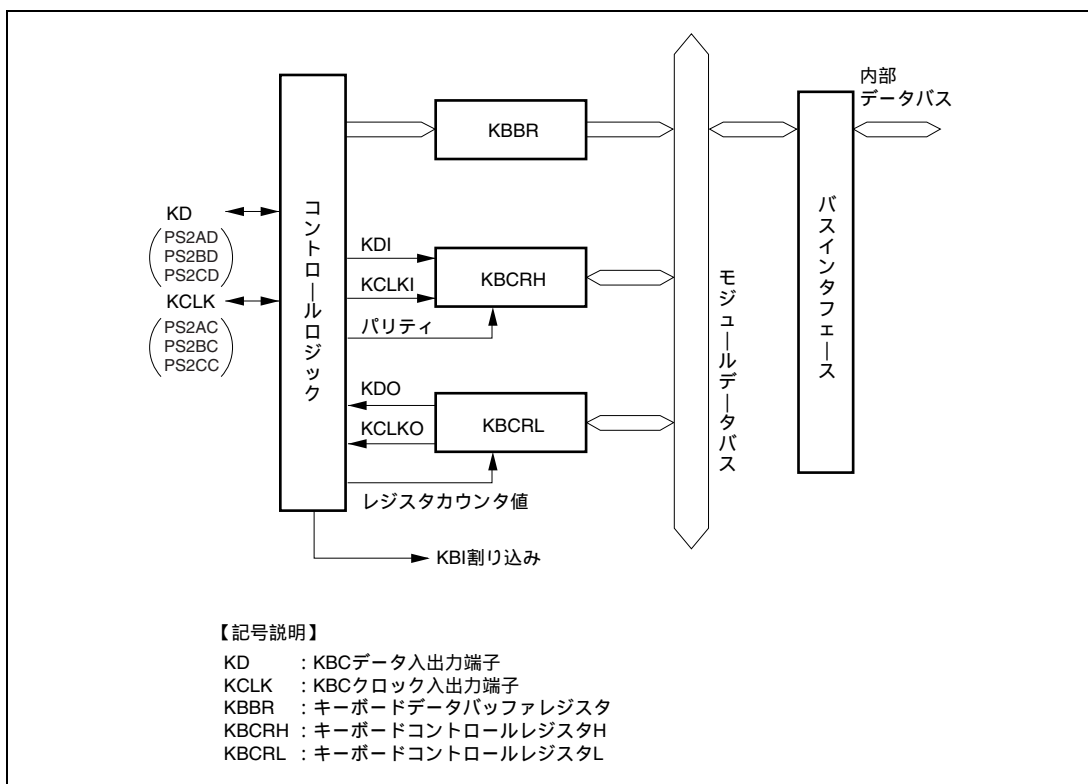 内部
データバス
KBBR
コントロールロジック
KD
PS2AD
PS2BD
PS2CD
KCLK
PS2AC
PS2BC
PS2CC
KDI
KCLKI
パリティ
KBCRH
KDO
KCLKO
KBCRL
レジスタカウンタ値
モジュールデータバス
バスインタフェース
KBI割り込み
【記号説明】
KD : KBCデータ入出力端子
KCLK : KBCクロック入出力端子
KBBR : キーボードデータバッファレジスタ
KBCRH : キーボードコントロールレジスタH
KBCRL : キーボードコントロールレジスタL